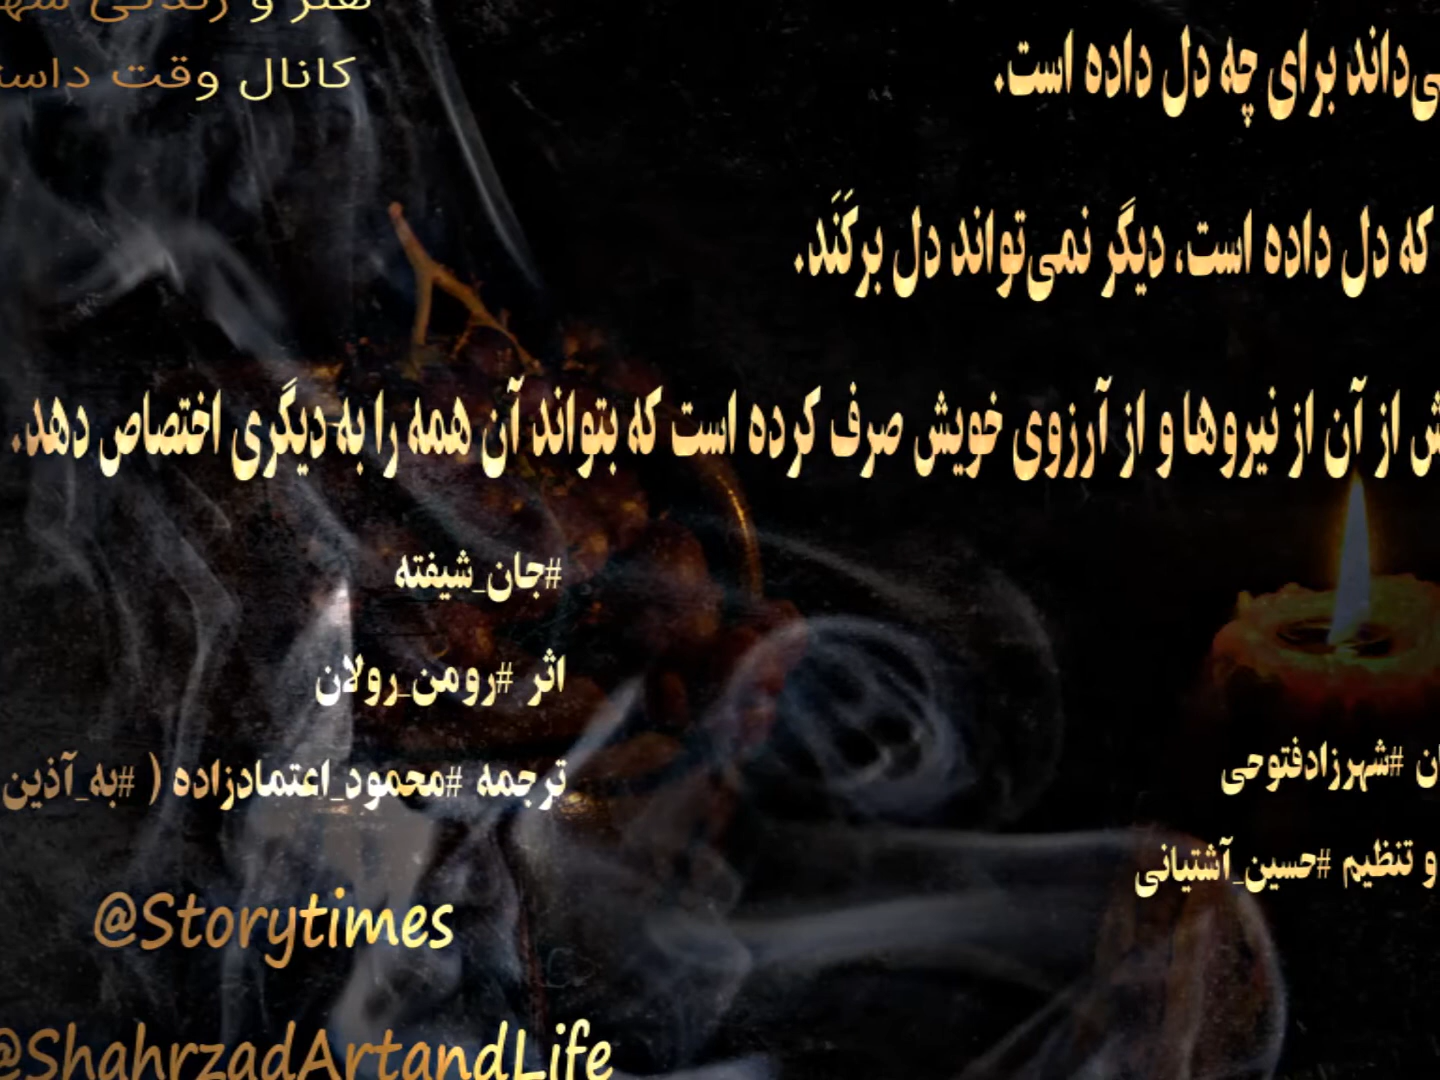 هنر و زندگی
کانال وقت
می‌داند برای چه دل داده است.
که دل داده است، دیگر نمی‌تواند دل برکَنَد.
از آن از نیروها و از آرزوی خویش صرف کرده است که بتواند آن همه را به دیگری اختصاص دهد.
#جان_شیفته
اثر #رومن_رولان
ترجمه #محمود_اعتمادزاده ( #به_آذین
#شهرزادفتوحی
و تنظیم #حسین_آشتیانی
@Storytimes
@ShahrzadArtandLife